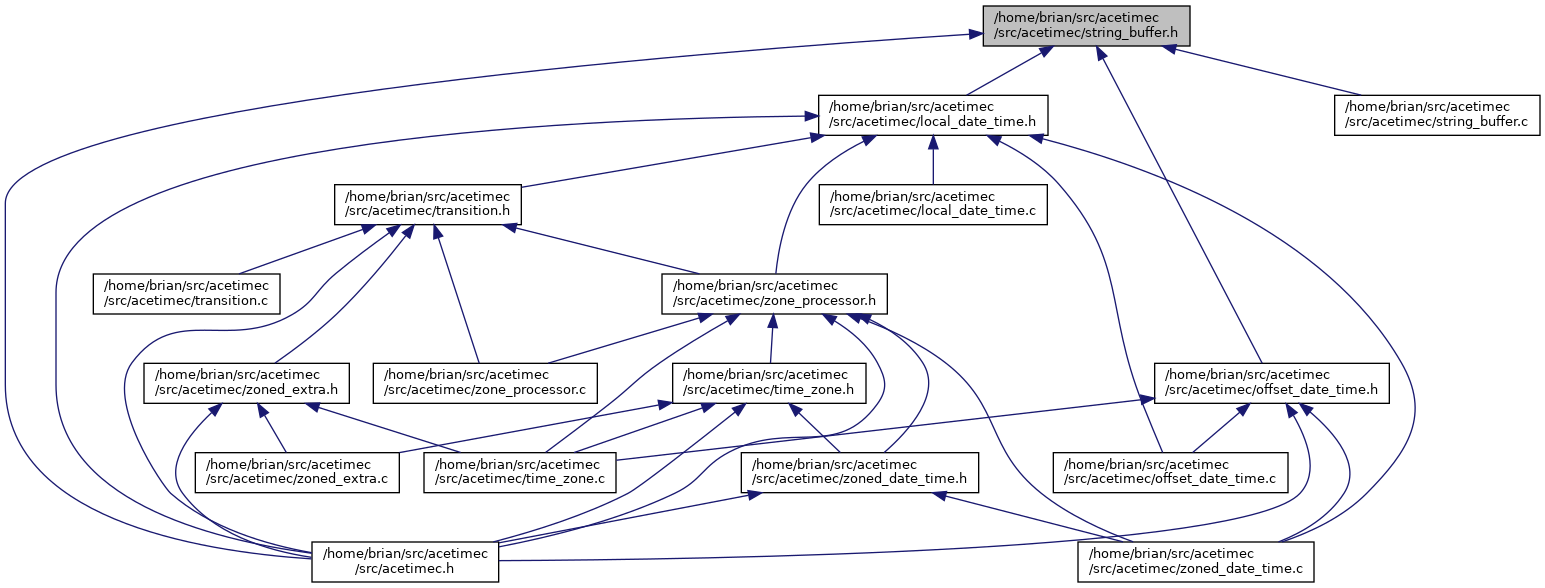 /home/brian/src/acetimec
/src/acetimec/string_buffer.h
/home/brian/src/acetimec
/src/acetimec/local_date_time.h
/home/brian/src/acetimec
/src/acetimec/string_buffer.c
/home/brian/src/acetimec
/src/acetimec/transition.h
/home/brian/src/acetimec
/src/acetimec/local_date_time.c
/home/brian/src/acetimec
/src/acetimec/transition.c
/home/brian/src/acetimec
/src/acetimec/zone_processor.h
/home/brian/src/acetimec
/src/acetimec/zoned_extra.h
/home/brian/src/acetimec
/src/acetimec/zone_processor.c
/home/brian/src/acetimec
/src/acetimec/time_zone.h
/home/brian/src/acetimec
/src/acetimec/offset_date_time.h
/home/brian/src/acetimec
/src/acetimec/zoned_extra.c
/home/brian/src/acetimec
/src/acetimec/time_zone.c
/home/brian/src/acetimec
/src/acetimec/zoned_date_time.h
/home/brian/src/acetimec
/src/acetimec/offset_date_time.c
/home/brian/src/acetimec
/src/acetimec.h
/home/brian/src/acetimec
/src/acetimec/zoned_date_time.c